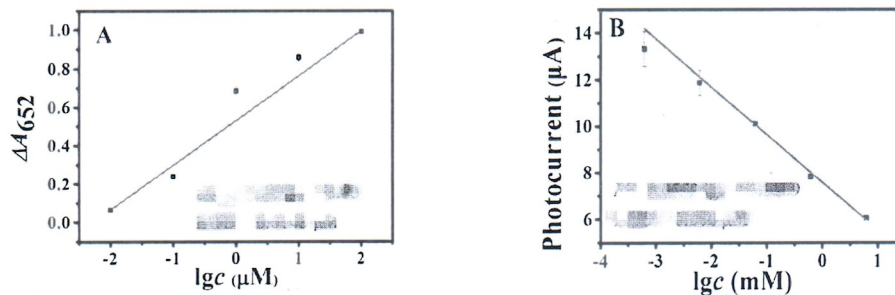 A
ΔA652
1.0
0.8
0.6
0.4
0.2
0.0
-2 -1 0 1 2
lgc (μM)
B
Photocurrent (μA)
14
12
10
8
6
-4 -3 -2 -1 0 1
lgc (mM)